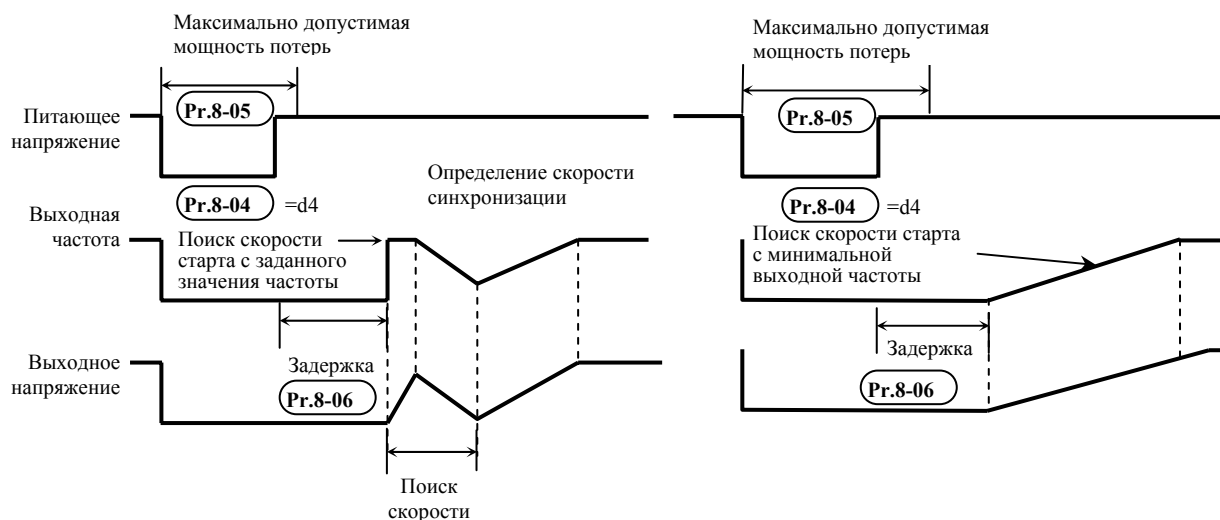 Максимально допустимая
мощность потерь
Pr.8-05
Питающее
напряжение
Pr.8-04 =d4
Определение скорости
синхронизации
Выходная
частота
Поиск скорости
старта с заданного
значения частоты
Выходное
напряжение
Задержка
Pr.8-06
Поиск
скорости
Максимально допустимая
мощность потерь
Pr.8-05
Pr.8-04 =d4
Поиск скорости старта
с минимальной
выходной частоты
Задержка
Pr.8-06